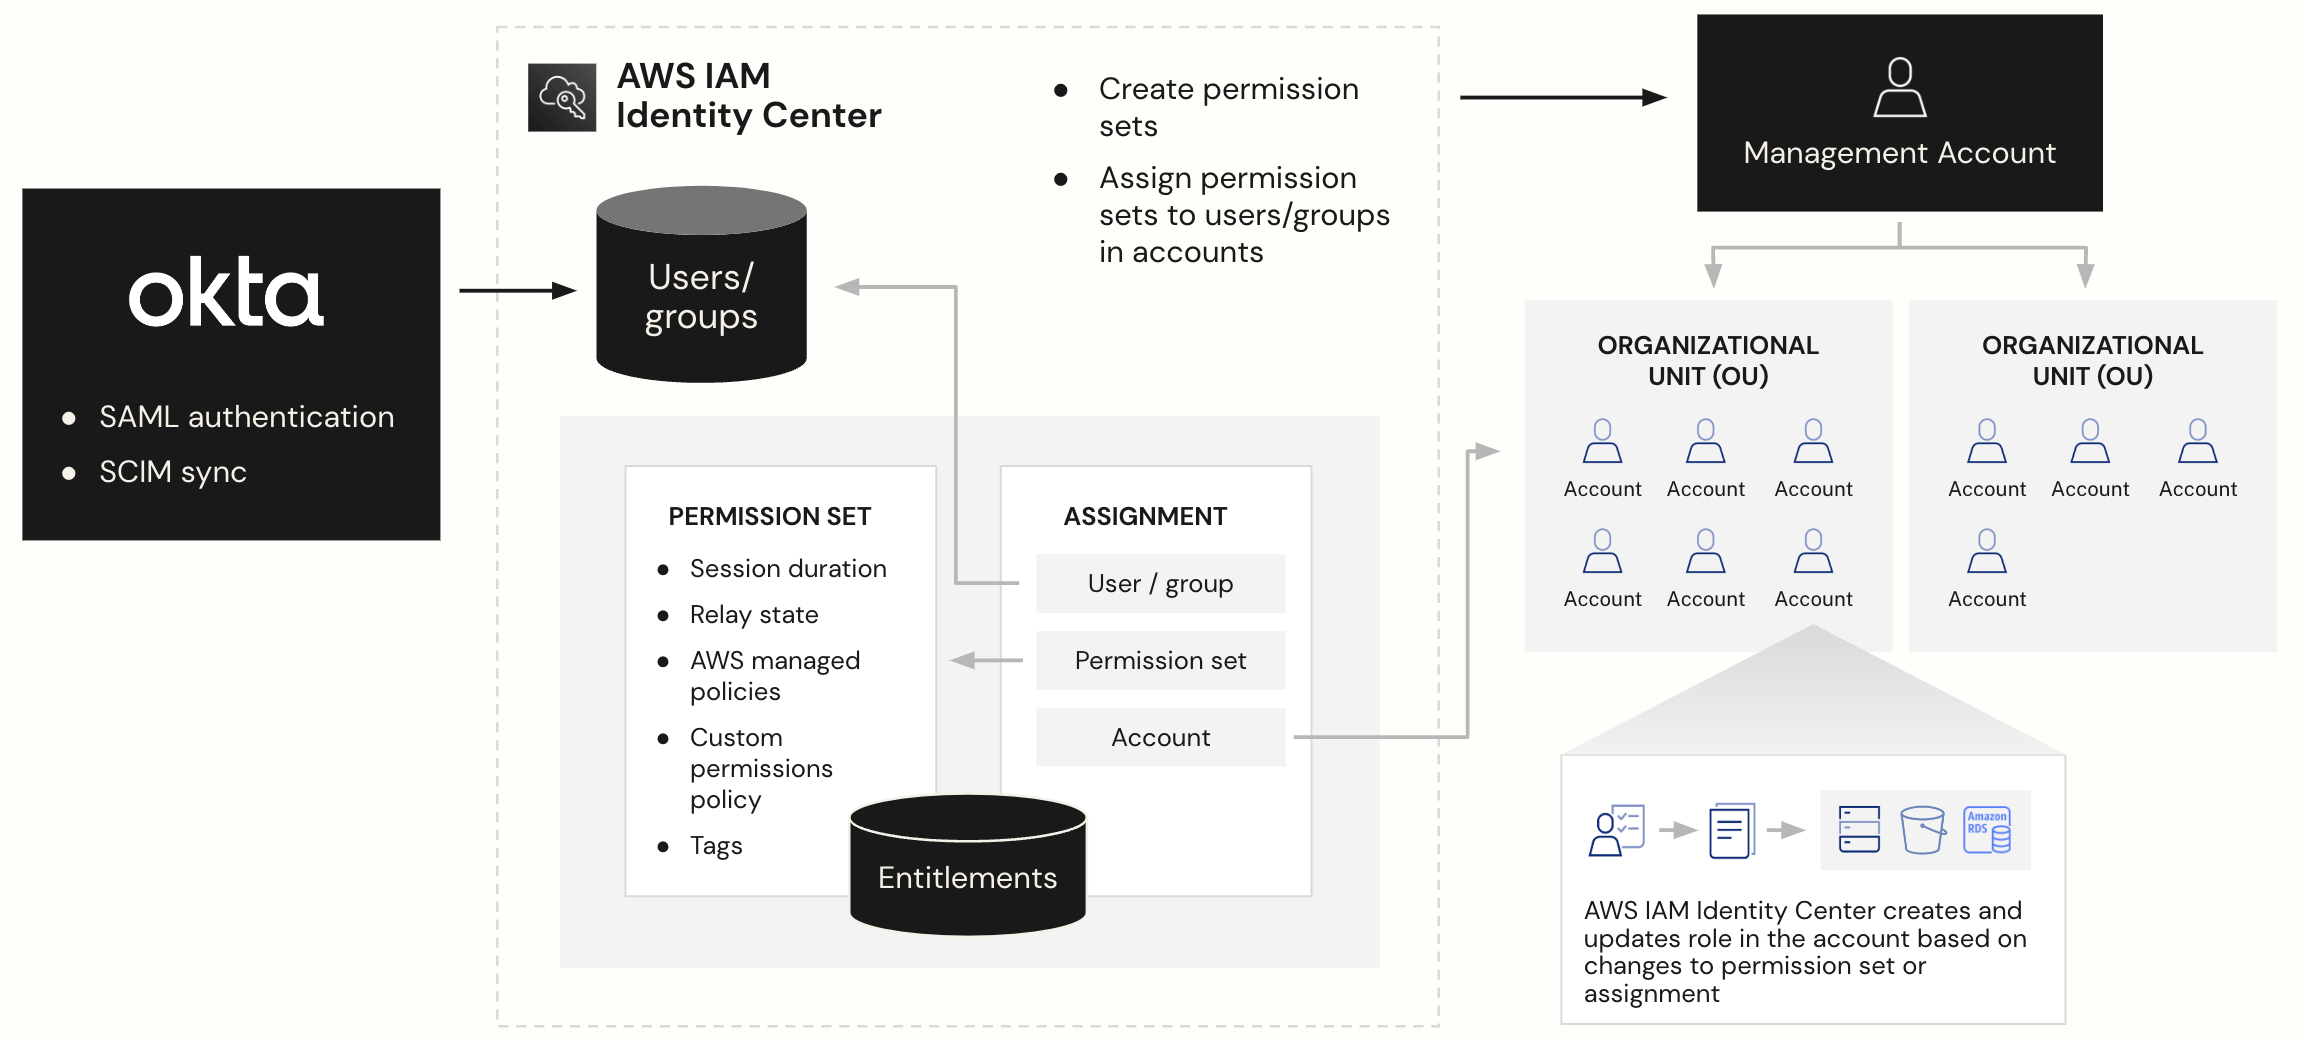 okta
SAML authentication
SCIM sync
AWS IAM
Identity Center
Create permission
sets
Assign permission
sets to users/groups
in accounts
Users/
groups
PERMISSION SET
Session duration
Relay state
AWS managed
policies
Custom
permissions
policy
Tags
ASSIGNMENT
User / group
Permission set
Account
Entitlements
Management Account
ORGANIZATIONAL
UNIT (OU)
Account Account Account
Account Account Account
ORGANIZATIONAL
UNIT (OU)
Account Account Account
Account
Amazon
RDS
AWS IAM Identity Center creates and
updates role in the account based on
changes to permission set or
assignment